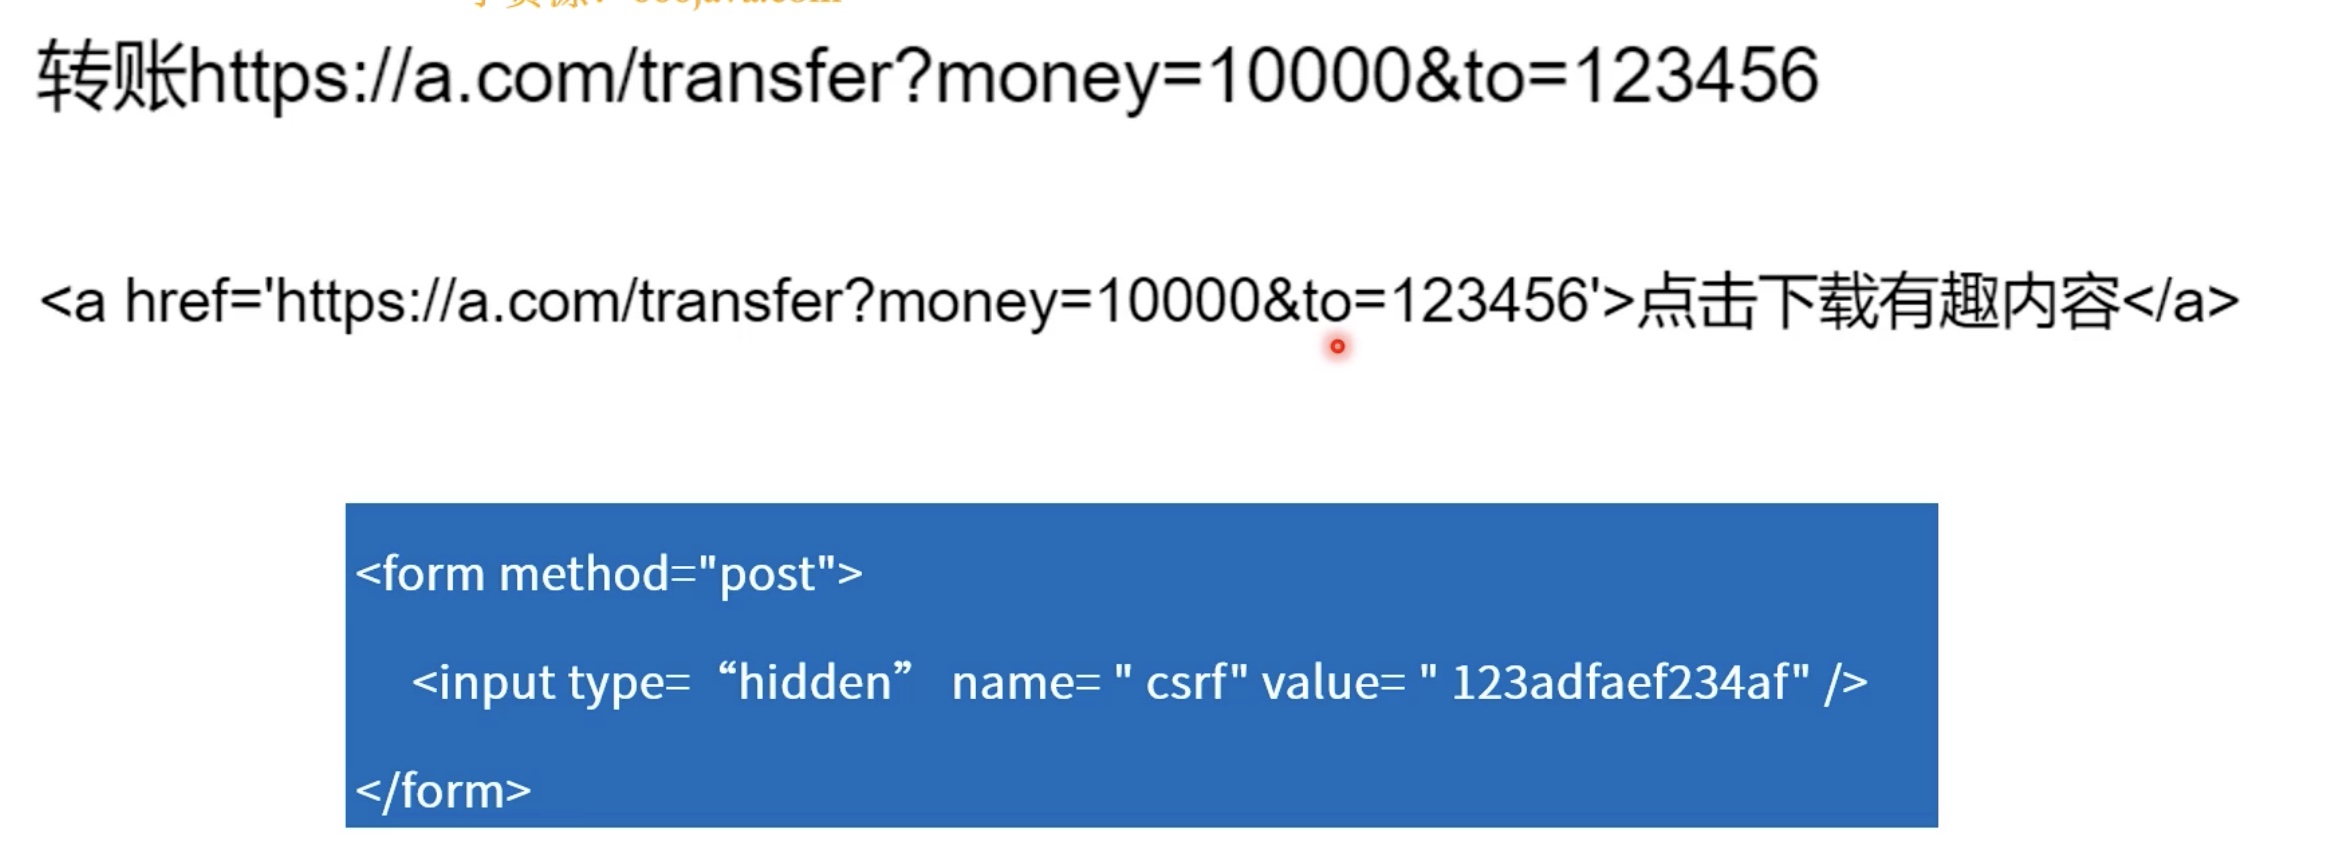 转账https://a.com/transfer?money=10000&to=123456
<a href='https://a.com/transfer?money=10000&to=123456'>点击下载有趣内容</a>
<form method="post">
<input type= “hidden” name= " csrf" value= " 123adfaef234af" />
</form>